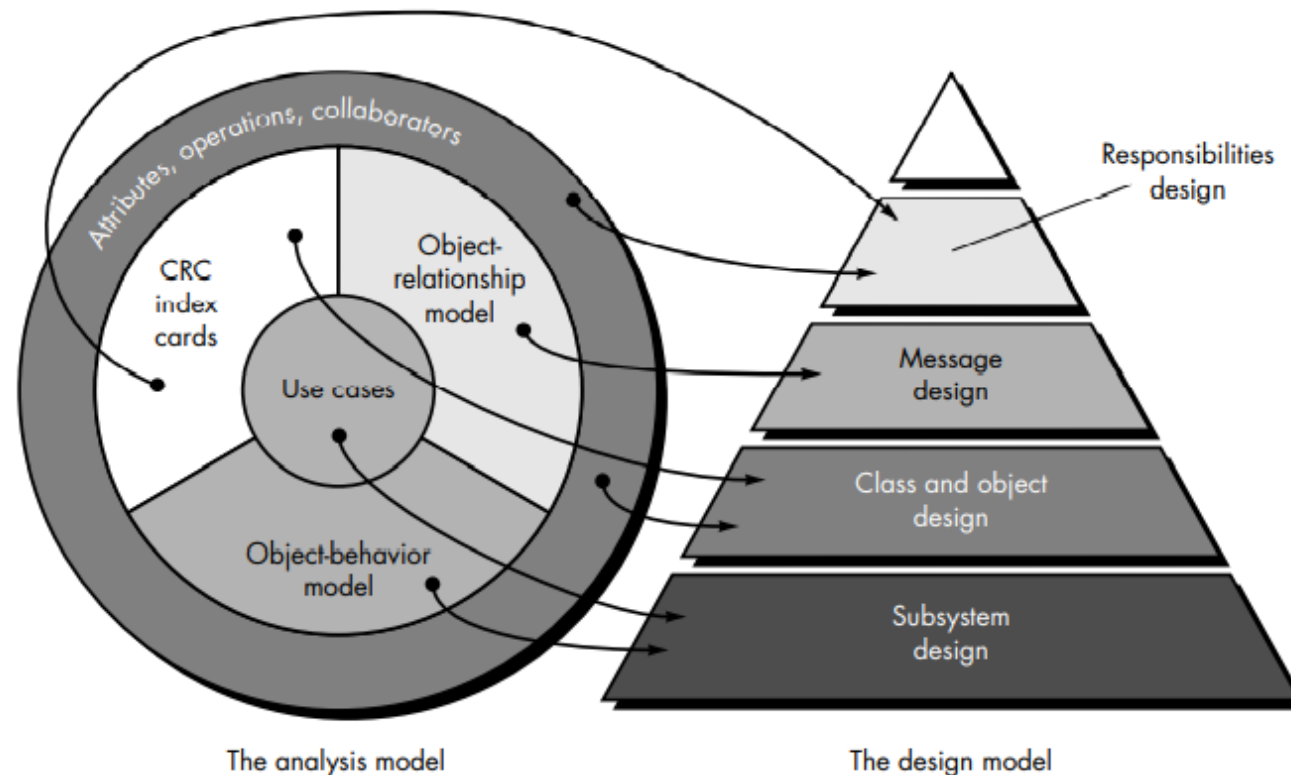 Attributes, operations, collaborators
CRC
index
cards
Object-
relationship
model
Use cases
Object-behavior
model
The analysis model
Responsibilities
design
Message
design
Class and object
design
Subsystem
design
The design model